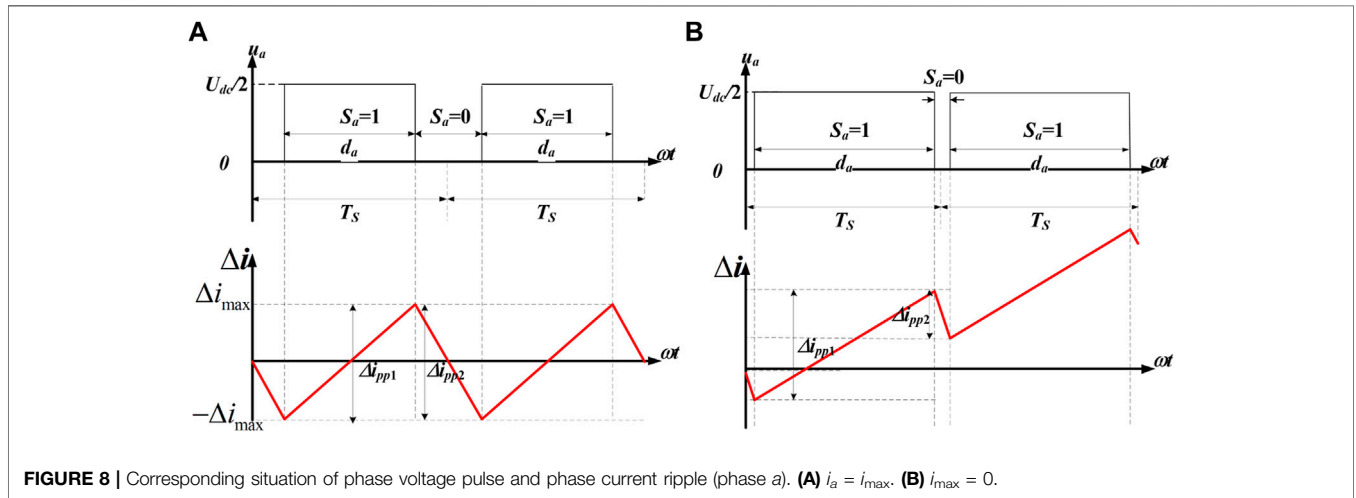 A
u_a
U_dc/2
S_a=1
S_a=0
S_a=1
d_a
d_a
0
ωt
T_S
T_S
Δi
Δi_max
ωt
Δi_pp1
Δi_pp2
−Δi_max
B
u_a
S_a=0
U_dc/2
S_a=1
S_a=1
d_a
d_a
0
ωt
T_S
T_S
Δi
Δi_pp2
Δi_pp1
ωt
FIGURE 8 | Corresponding situation of phase voltage pulse and phase current ripple (phase a). (A) i_a = i_max. (B) i_max = 0.